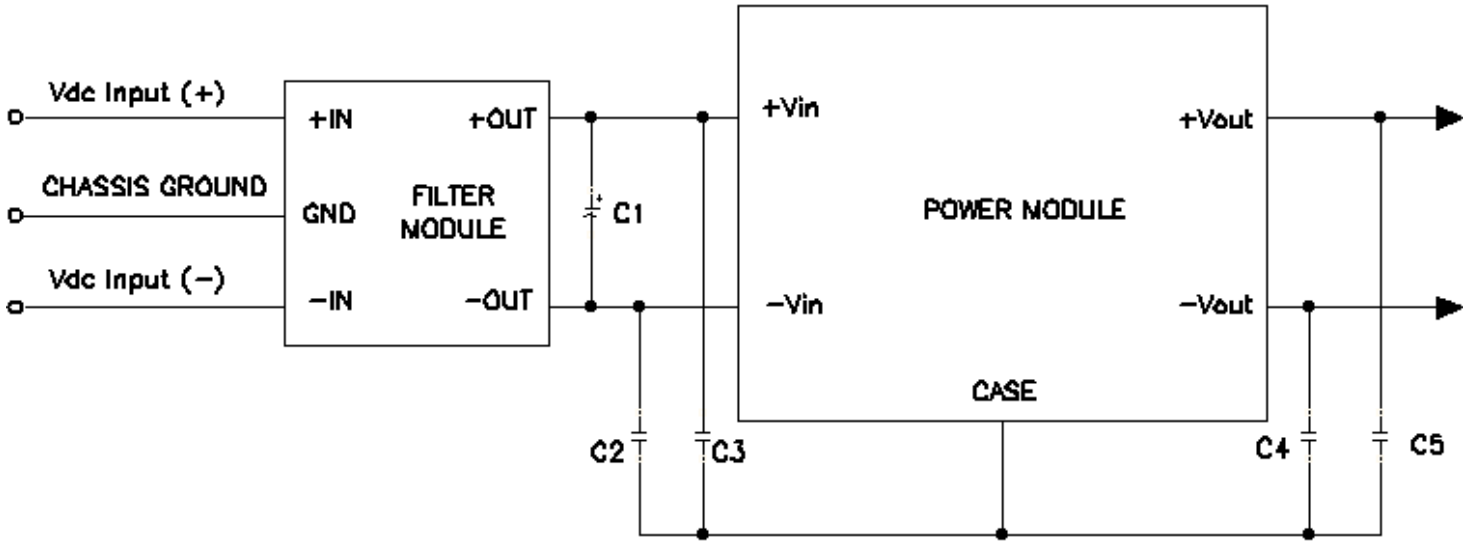 Vdc Input (+)
+IN
+OUT
+Vin
+Vout
CHASSIS GROUND
GND
FILTER
MODULE
C1
POWER MODULE
Vdc Input (−)
−IN
−OUT
−Vin
−Vout
CASE
C2
C3
C4
C5